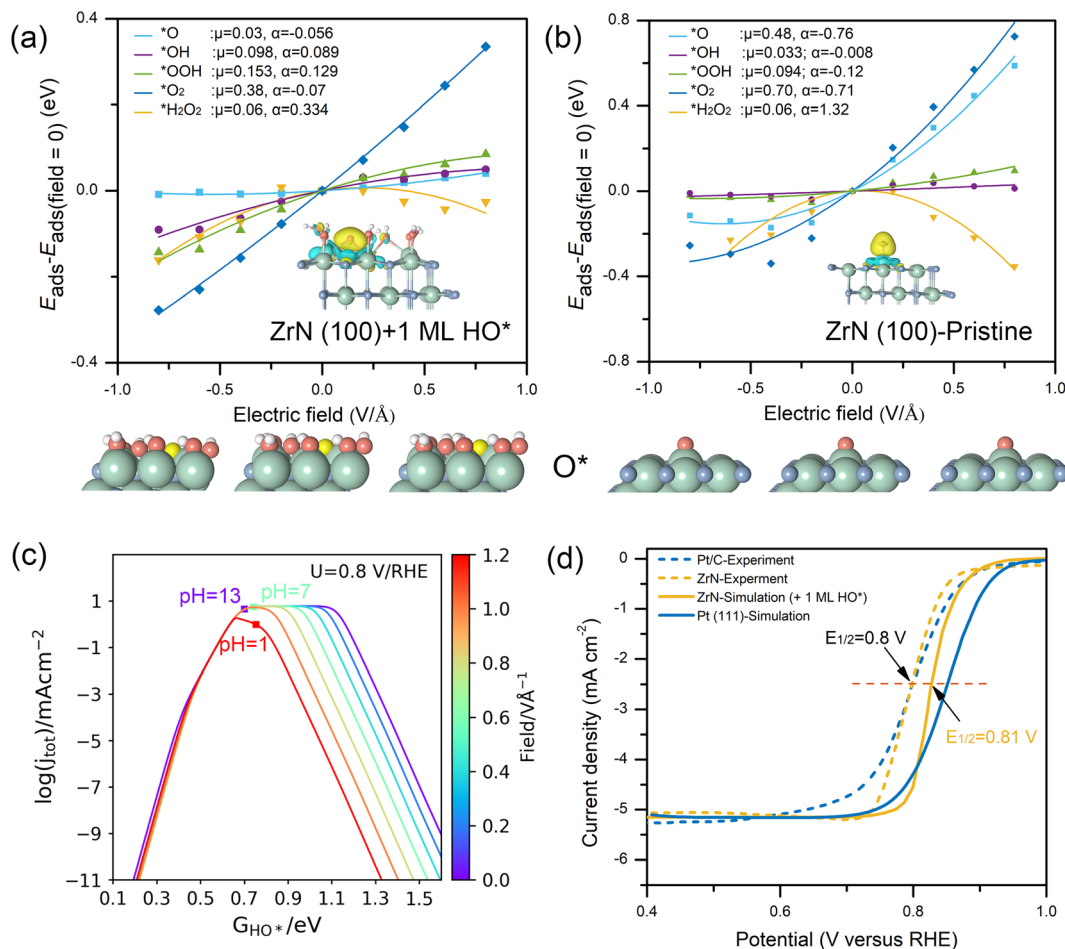 (a)
*O :μ=0.03, α=-0.056
*OH :μ=0.098, α=0.089
*OOH :μ=0.153, α=0.129
*O₂ :μ=0.38, α=-0.07
*H₂O₂ :μ=0.06, α=0.334
0.4
0.0
-0.4
Eads-Eads(field = 0) (eV)
ZrN (100)+1 ML HO*
-1.0 -0.5 0.0 0.5 1.0
Electric field (V/Å)
(b)
*O :μ=0.48, α=-0.76
*OH :μ=0.033; α=-0.008
*OOH :μ=0.094; α=-0.12
*O₂ :μ=0.70, α=-0.71
*H₂O₂ :μ=0.06, α=1.32
0.8
0.4
0.0
-0.4
-0.8
Eads-Eads(field = 0) (eV)
ZrN (100)-Pristine
-1.0 -0.5 0.0 0.5 1.0
Electric field (V/Å)
O*
(c)
U=0.8 V/RHE
pH=13
pH=7
pH=1
1
−1
−3
−5
−7
−9
−11
log(jtot)/mAcm⁻²
0.1 0.3 0.5 0.7 0.9 1.1 1.3 1.5
GHO*/eV
1.2
1.0
0.8
0.6
0.4
0.2
0.0
Field/VÅ⁻¹
(d)
Pt/C-Experiment
ZrN-Experment
ZrN-Simulation (+ 1 ML HO*)
Pt (111)-Simulation
E1/2=0.8 V
E1/2=0.81 V
0
-1
-2
-3
-4
-5
-6
Current density (mA cm⁻²)
0.4 0.6 0.8 1.0
Potential (V versus RHE)